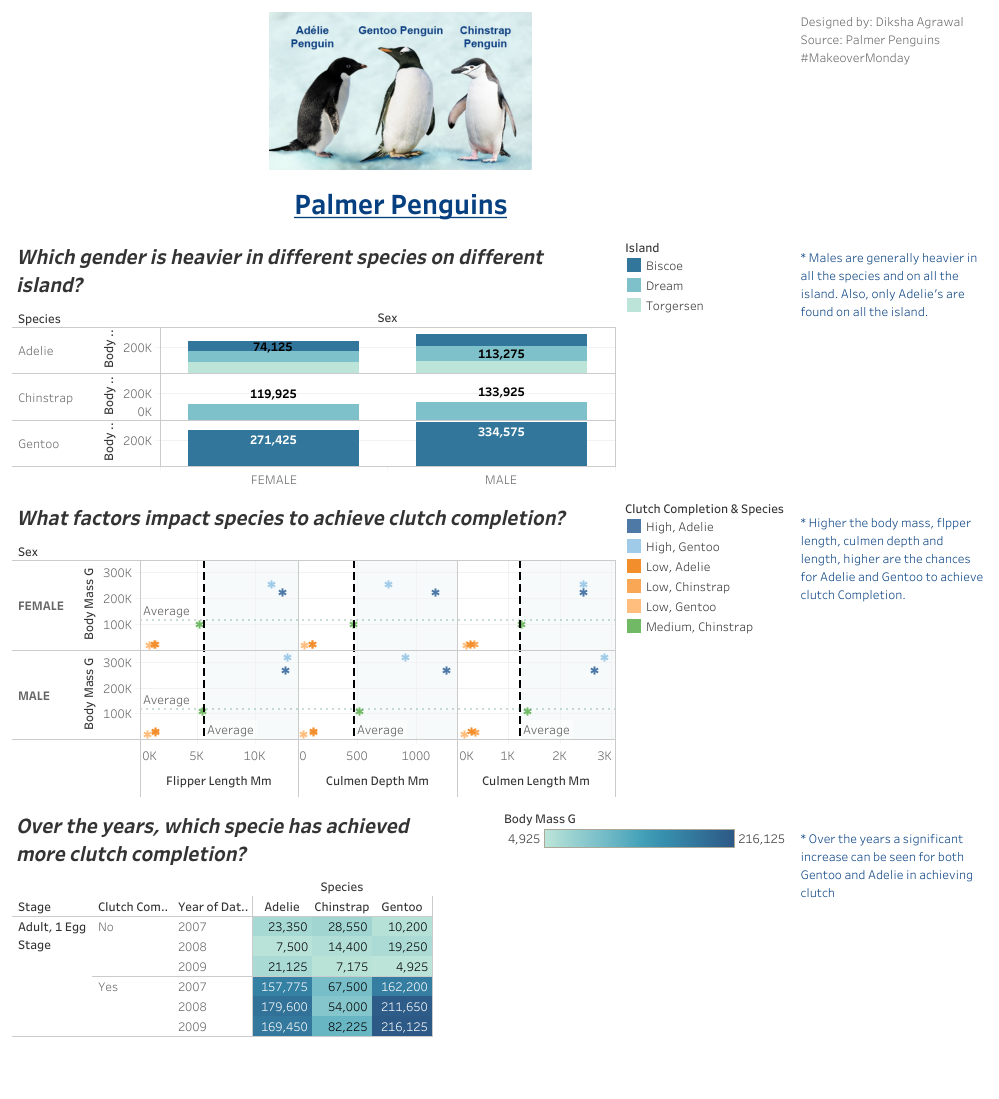 Adélie Penguin
Gentoo Penguin
Chinstrap Penguin
Designed by: Diksha Agrawal
Source: Palmer Penguins
#MakeoverMonday
Palmer Penguins
Which gender is heavier in different species on different
island?
Island
Biscoe
Dream
Torgersen
* Males are generally heavier in
all the species and on all the
island. Also, only Adelie's are
found on all the island.
Species
Sex
Adelie
Body ..
200K
74,125
113,275
Chinstrap
Body ..
200K
0K
119,925
133,925
Gentoo
Body ..
200K
271,425
334,575
FEMALE
MALE
What factors impact species to achieve clutch completion?
Clutch Completion & Species
High, Adelie
High, Gentoo
Low, Adelie
Low, Chinstrap
Low, Gentoo
Medium, Chinstrap
* Higher the body mass, flpper
length, culmen depth and
length, higher are the chances
for Adelie and Gentoo to achieve
clutch Completion.
Sex
FEMALE
Body Mass G
300K
200K
100K
Average
MALE
Body Mass G
300K
200K
100K
Average
Average
Average
Average
0K 5K 10K
0 500 1000
0K 1K 2K 3K
Flipper Length Mm
Culmen Depth Mm
Culmen Length Mm
Over the years, which specie has achieved
more clutch completion?
Body Mass G
4,925
216,125
* Over the years a significant
increase can be seen for both
Gentoo and Adelie in achieving
clutch
Species
Stage Clutch Com.. Year of Dat.. Adelie Chinstrap Gentoo
Adult, 1 Egg No 2007 23,350 28,550 10,200
Stage 2008 7,500 14,400 19,250
2009 21,125 7,175 4,925
Yes 2007 157,775 67,500 162,200
2008 179,600 54,000 211,650
2009 169,450 82,225 216,125